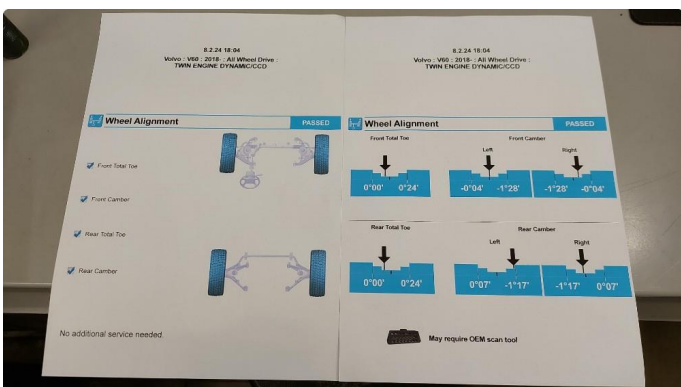 8.2.24 18:04
Volvo : V60 : 2018- : All Wheel Drive :
TWIN ENGINE DYNAMIC/CCD
Wheel Alignment
PASSED
Front Total Toe
Front Camber
Rear Total Toe
Rear Camber
No additional service needed.
8.2.24 18:04
Volvo : V60 : 2018- : All Wheel Drive :
TWIN ENGINE DYNAMIC/CCD
Wheel Alignment
PASSED
Front Total Toe
Front Camber
Left
Right
0°00' 0°24'
-0°04' -1°28'
-1°28' -0°04'
Rear Total Toe
Rear Camber
Left
Right
0°00' 0°24'
0°07' -1°17'
-1°17' 0°07'
May require OEM scan tool